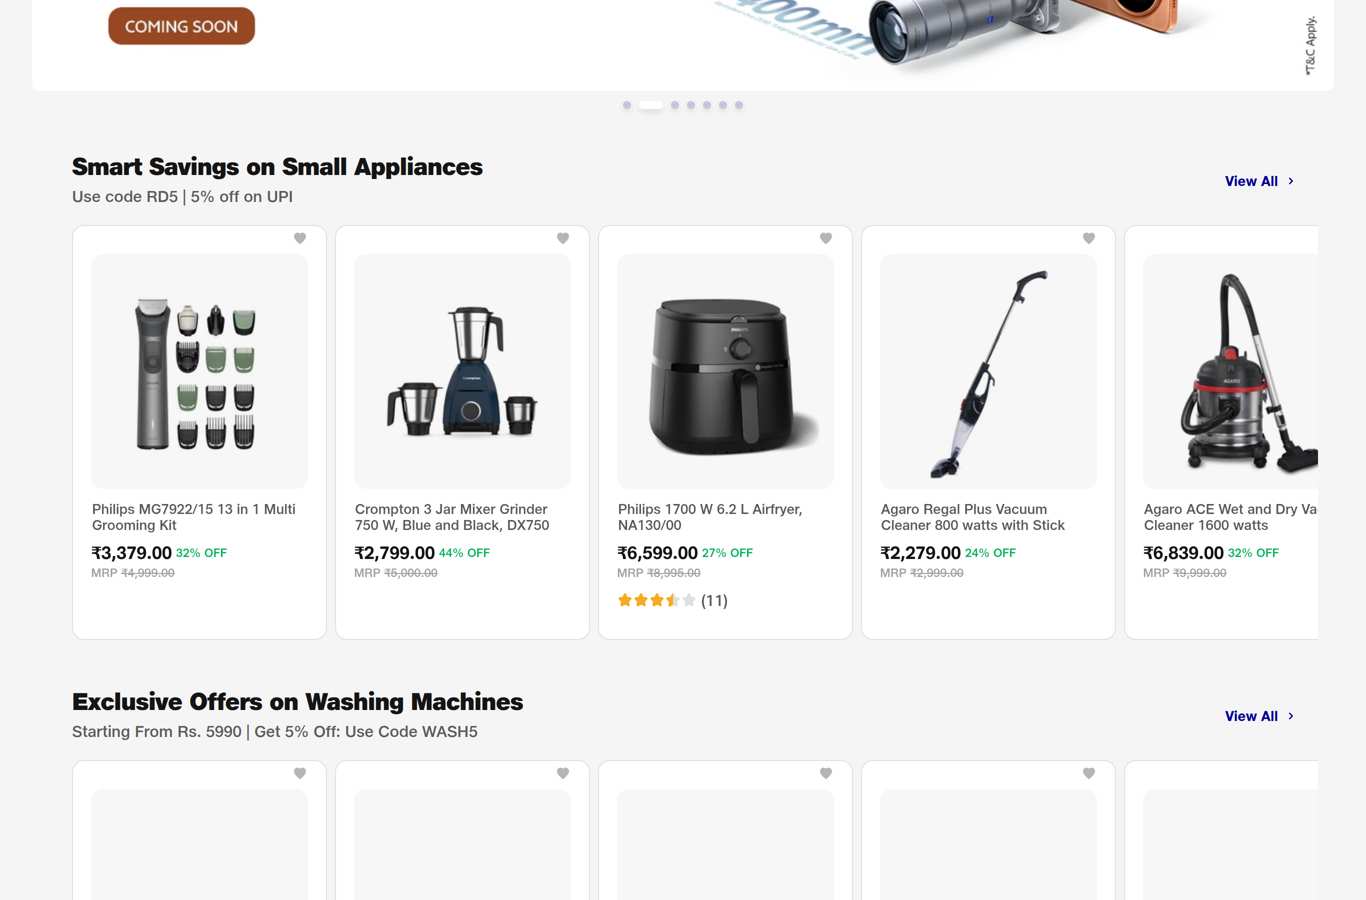 COMING SOON
400mm
*T&C Apply.
Smart Savings on Small Appliances
Use code RD5 | 5% off on UPI
View All
Philips MG7922/15 13 in 1 Multi
Grooming Kit
₹3,379.00 32% OFF
MRP ₹4,999.00
Crompton 3 Jar Mixer Grinder
750 W, Blue and Black, DX750
₹2,799.00 44% OFF
MRP ₹5,000.00
PHILIPS
Philips 1700 W 6.2 L Airfryer,
NA130/00
₹6,599.00 27% OFF
MRP ₹8,995.00
(11)
Agaro Regal Plus Vacuum
Cleaner 800 watts with Stick
₹2,279.00 24% OFF
MRP ₹2,999.00
AGARO
Agaro ACE Wet and Dry Va
Cleaner 1600 watts
₹6,839.00 32% OFF
MRP ₹9,999.00
Exclusive Offers on Washing Machines
Starting From Rs. 5990 | Get 5% Off: Use Code WASH5
View All